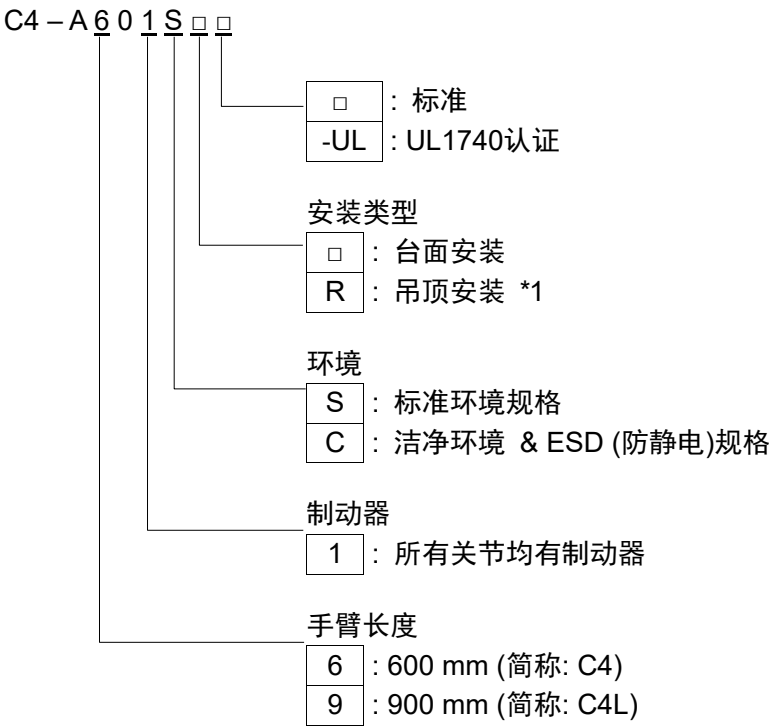 C4 – A 6 0 1 S □ □
□ : 标准
-UL : UL1740认证
安装类型
□ : 台面安装
R : 吊顶安装 *1
环境
S : 标准环境规格
C : 洁净环境 & ESD (防静电)规格
制动器
1 : 所有关节均有制动器
手臂长度
6 : 600 mm (简称: C4)
9 : 900 mm (简称: C4L)